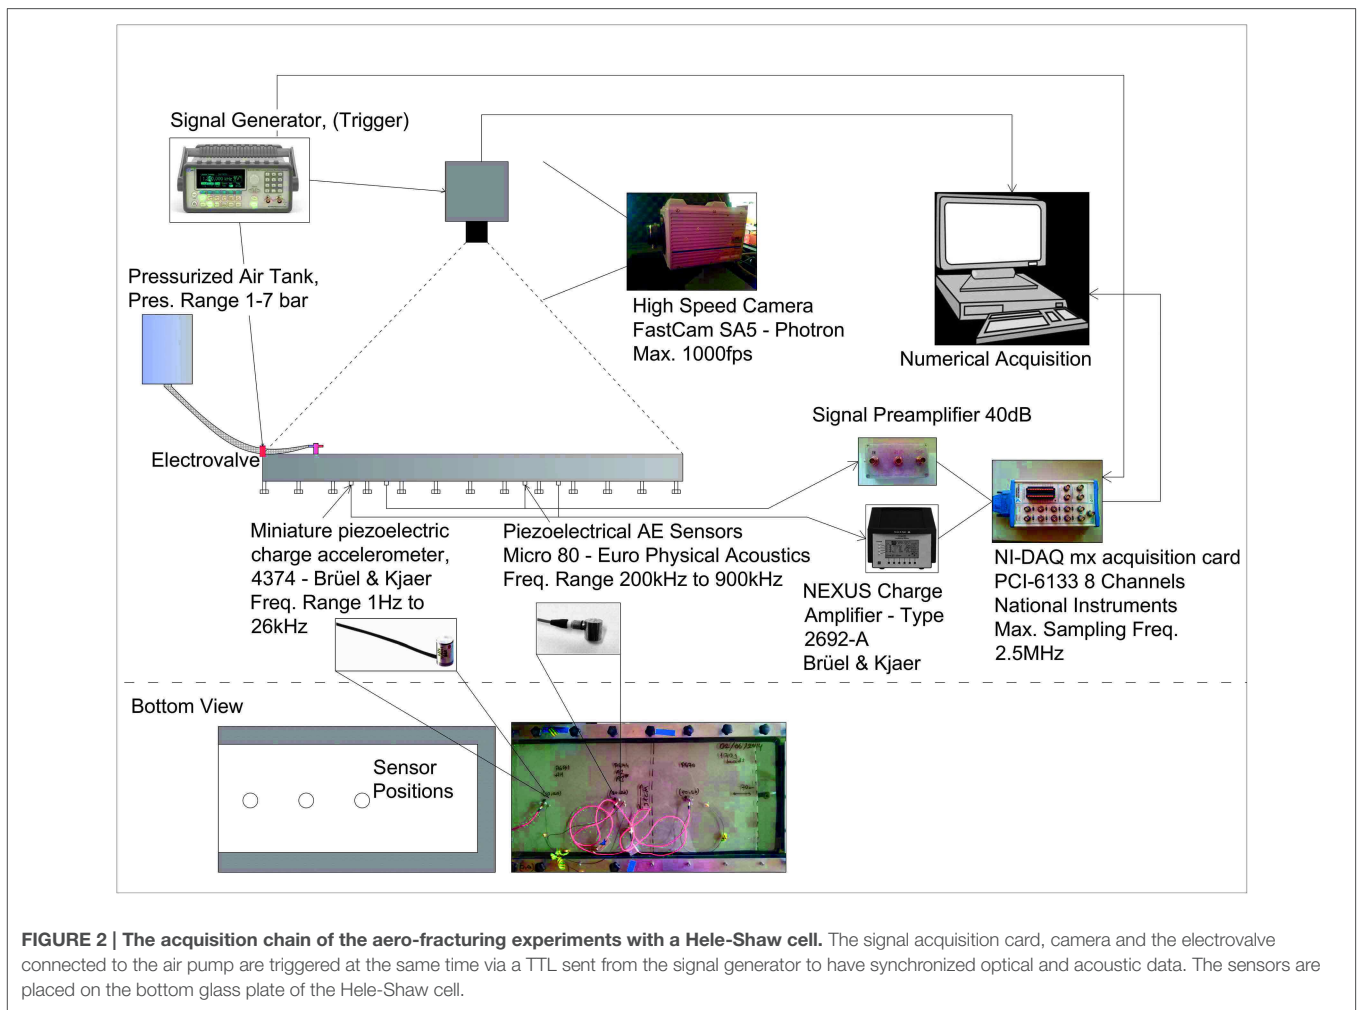 Signal Generator, (Trigger)
Pressurized Air Tank,
Pres. Range 1-7 bar
High Speed Camera
FastCam SA5 - Photron
Max. 1000fps
Numerical Acquisition
Signal Preamplifier 40dB
Electrovalve
Miniature piezoelectric
charge accelerometer,
4374 - Brüel & Kjaer
Freq. Range 1Hz to
26kHz
Piezoelectrical AE Sensors
Micro 80 - Euro Physical Acoustics
Freq. Range 200kHz to 900kHz
NEXUS Charge
Amplifier - Type
2692-A
Brüel & Kjaer
NI-DAQ mx acquisition card
PCI-6133 8 Channels
National Instruments
Max. Sampling Freq.
2.5MHz
Bottom View
Sensor
Positions
FIGURE 2 | The acquisition chain of the aero-fracturing experiments with a Hele-Shaw cell. The signal acquisition card, camera and the electrovalve
connected to the air pump are triggered at the same time via a TTL sent from the signal generator to have synchronized optical and acoustic data. The sensors are
placed on the bottom glass plate of the Hele-Shaw cell.